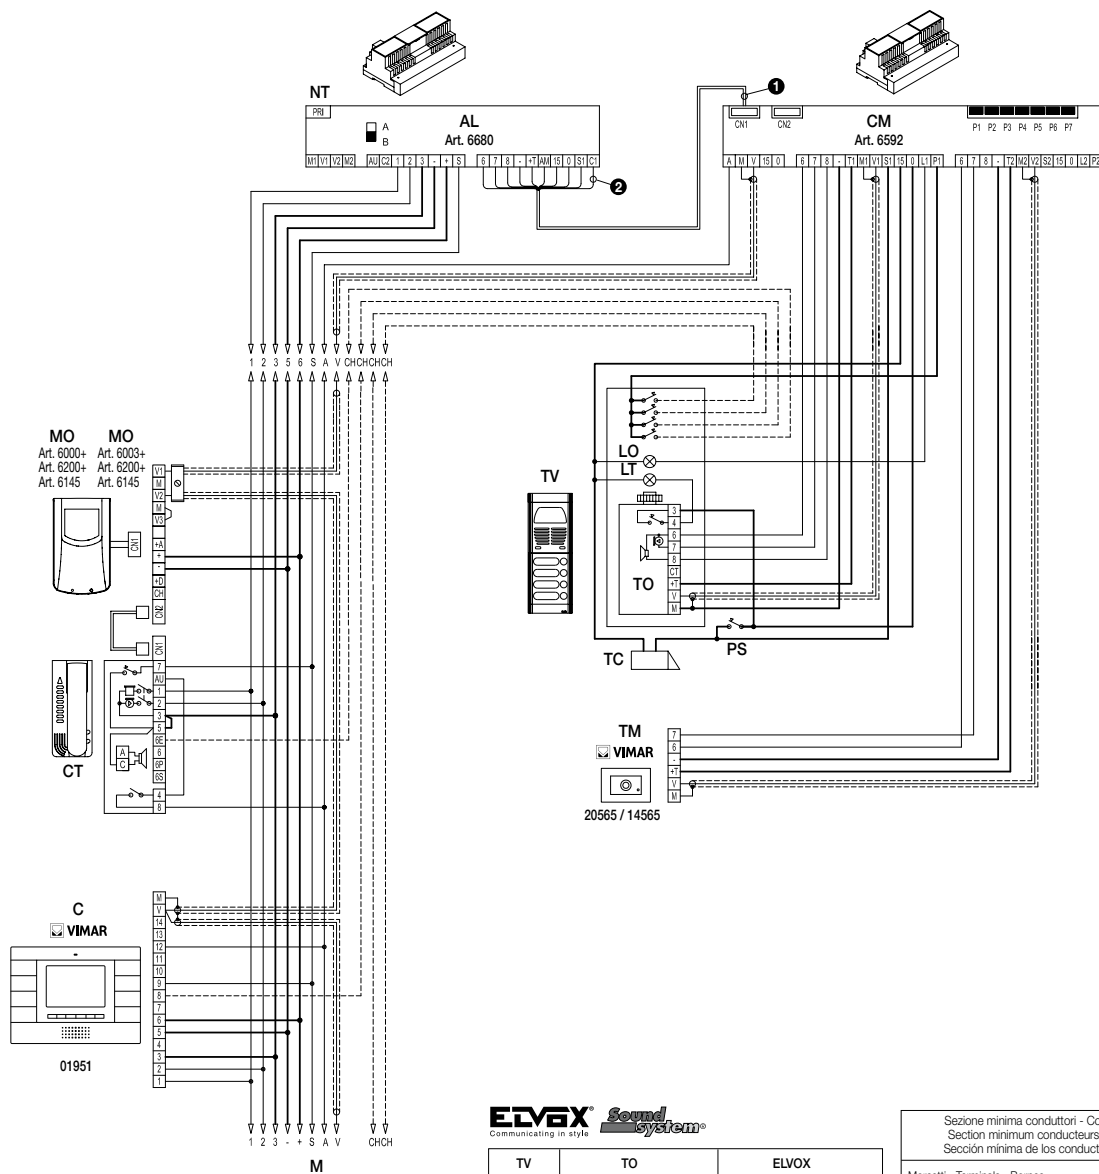 NT
PRI
A
B
AL
Art. 6680
M1 V1 V2 M2 AU C2 1 2 3 - + S 6 7 8 - +T AM 15 0 S1 C1
2
1
CN1 CN2
CM
Art. 6592
P1 P2 P3 P4 P5 P6 P7
A M V 15 0 6 7 8 - T1 M1 V1 S1 15 0 L1 P1 6 7 8 - T2 M2 V2 S2 15 0 L2 P2
1 2 3 5 6 S A V CH CH CH CH
MO MO
Art. 6000+ Art. 6003+
Art. 6200+ Art. 6200+
Art. 6145 Art. 6145
CN1
V1
M
V2
M
V3
+A
+
-
+D
CH
CN2
CN1
7
AU
1
2
3
5
6E
6
6P
6S
4
8
A
C
CT
TV
LO
LT
TO
3
4
6
7
8
CT
+T
V
M
TC
PS
TM
VIMAR
20565 / 14565
7
6
-
+T
V
M
C
VIMAR
01951
M
V
14
13
12
11
10
9
8
7
6
5
4
3
2
1
1 2 3 - + S A V CH CH
M
ELVOX®
Communicating in style
Sound system®
TV TO ELVOX
Sezione minima conduttori - Co
Section minimum conducteurs
Sección mínima de los conduct